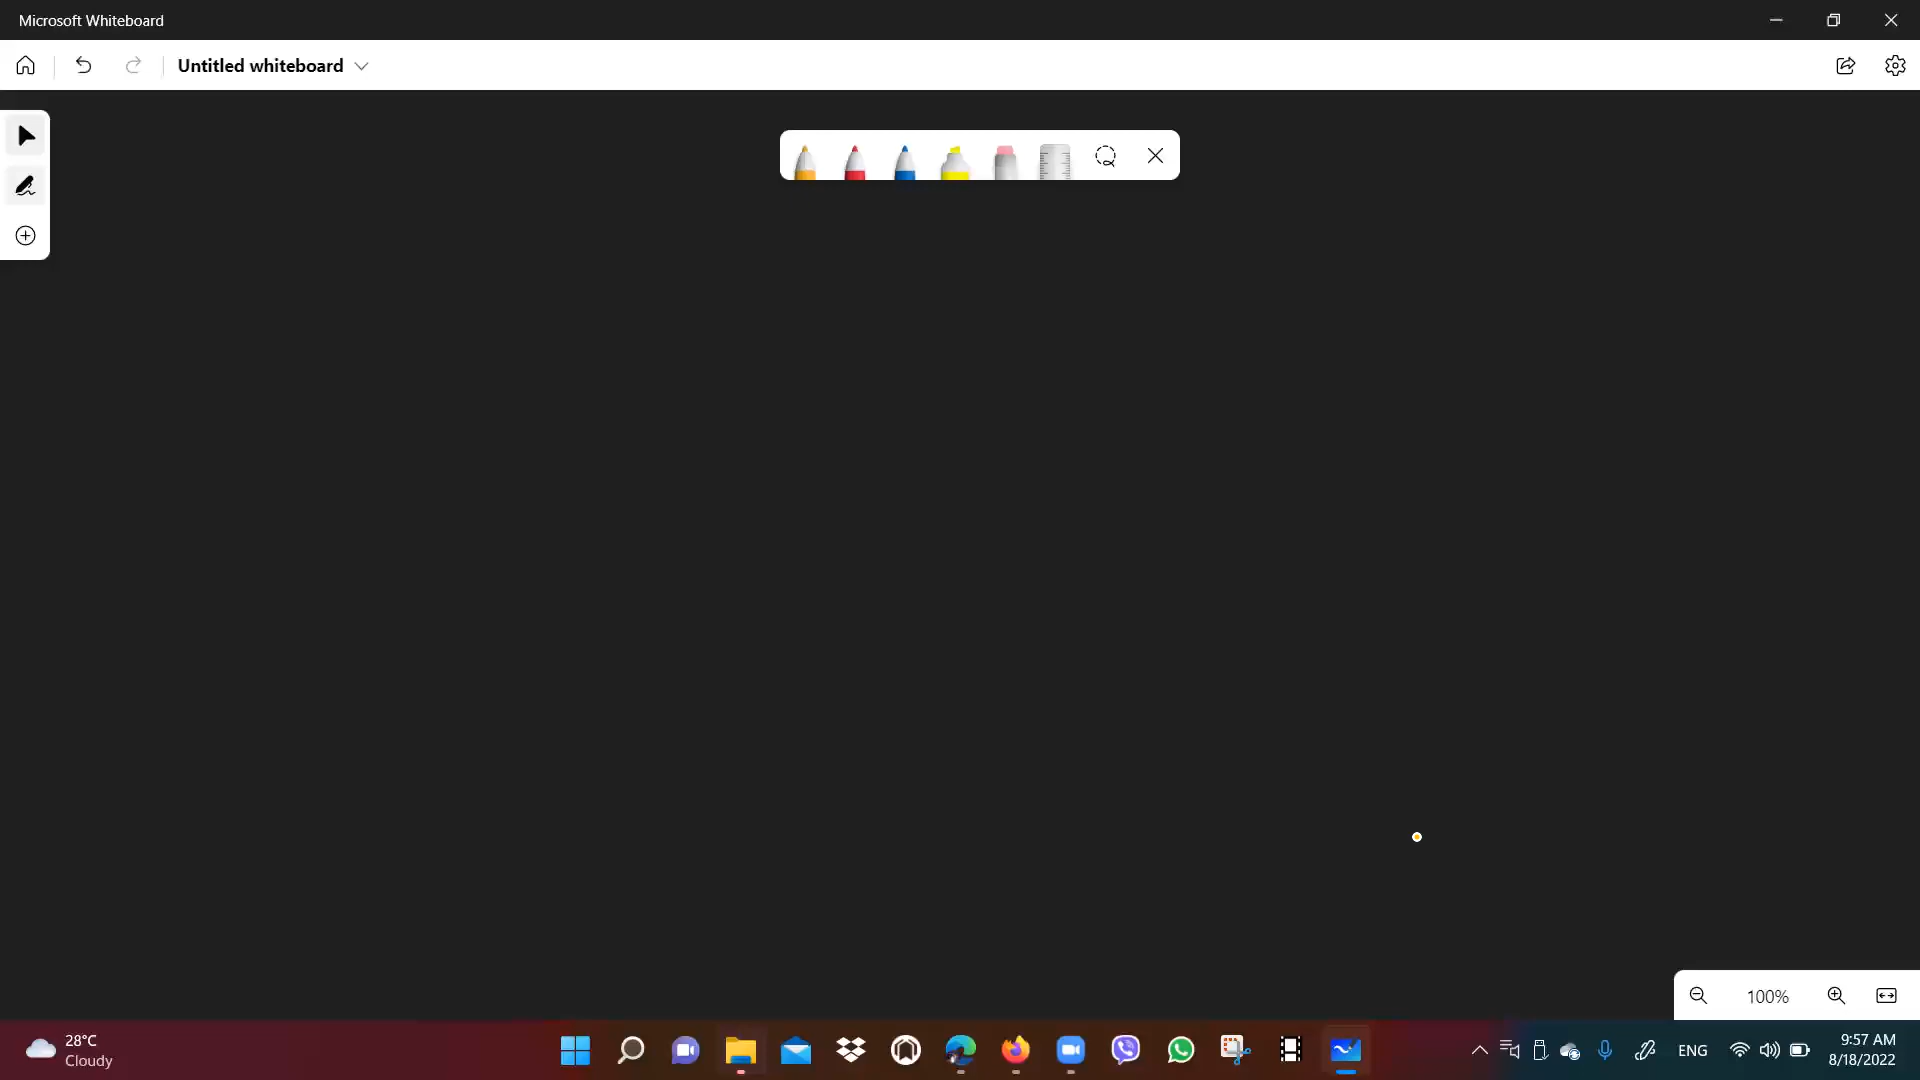 Microsoft Whiteboard
Untitled whiteboard
100%
28°C
Cloudy
ENG
9:57 AM
8/18/2022